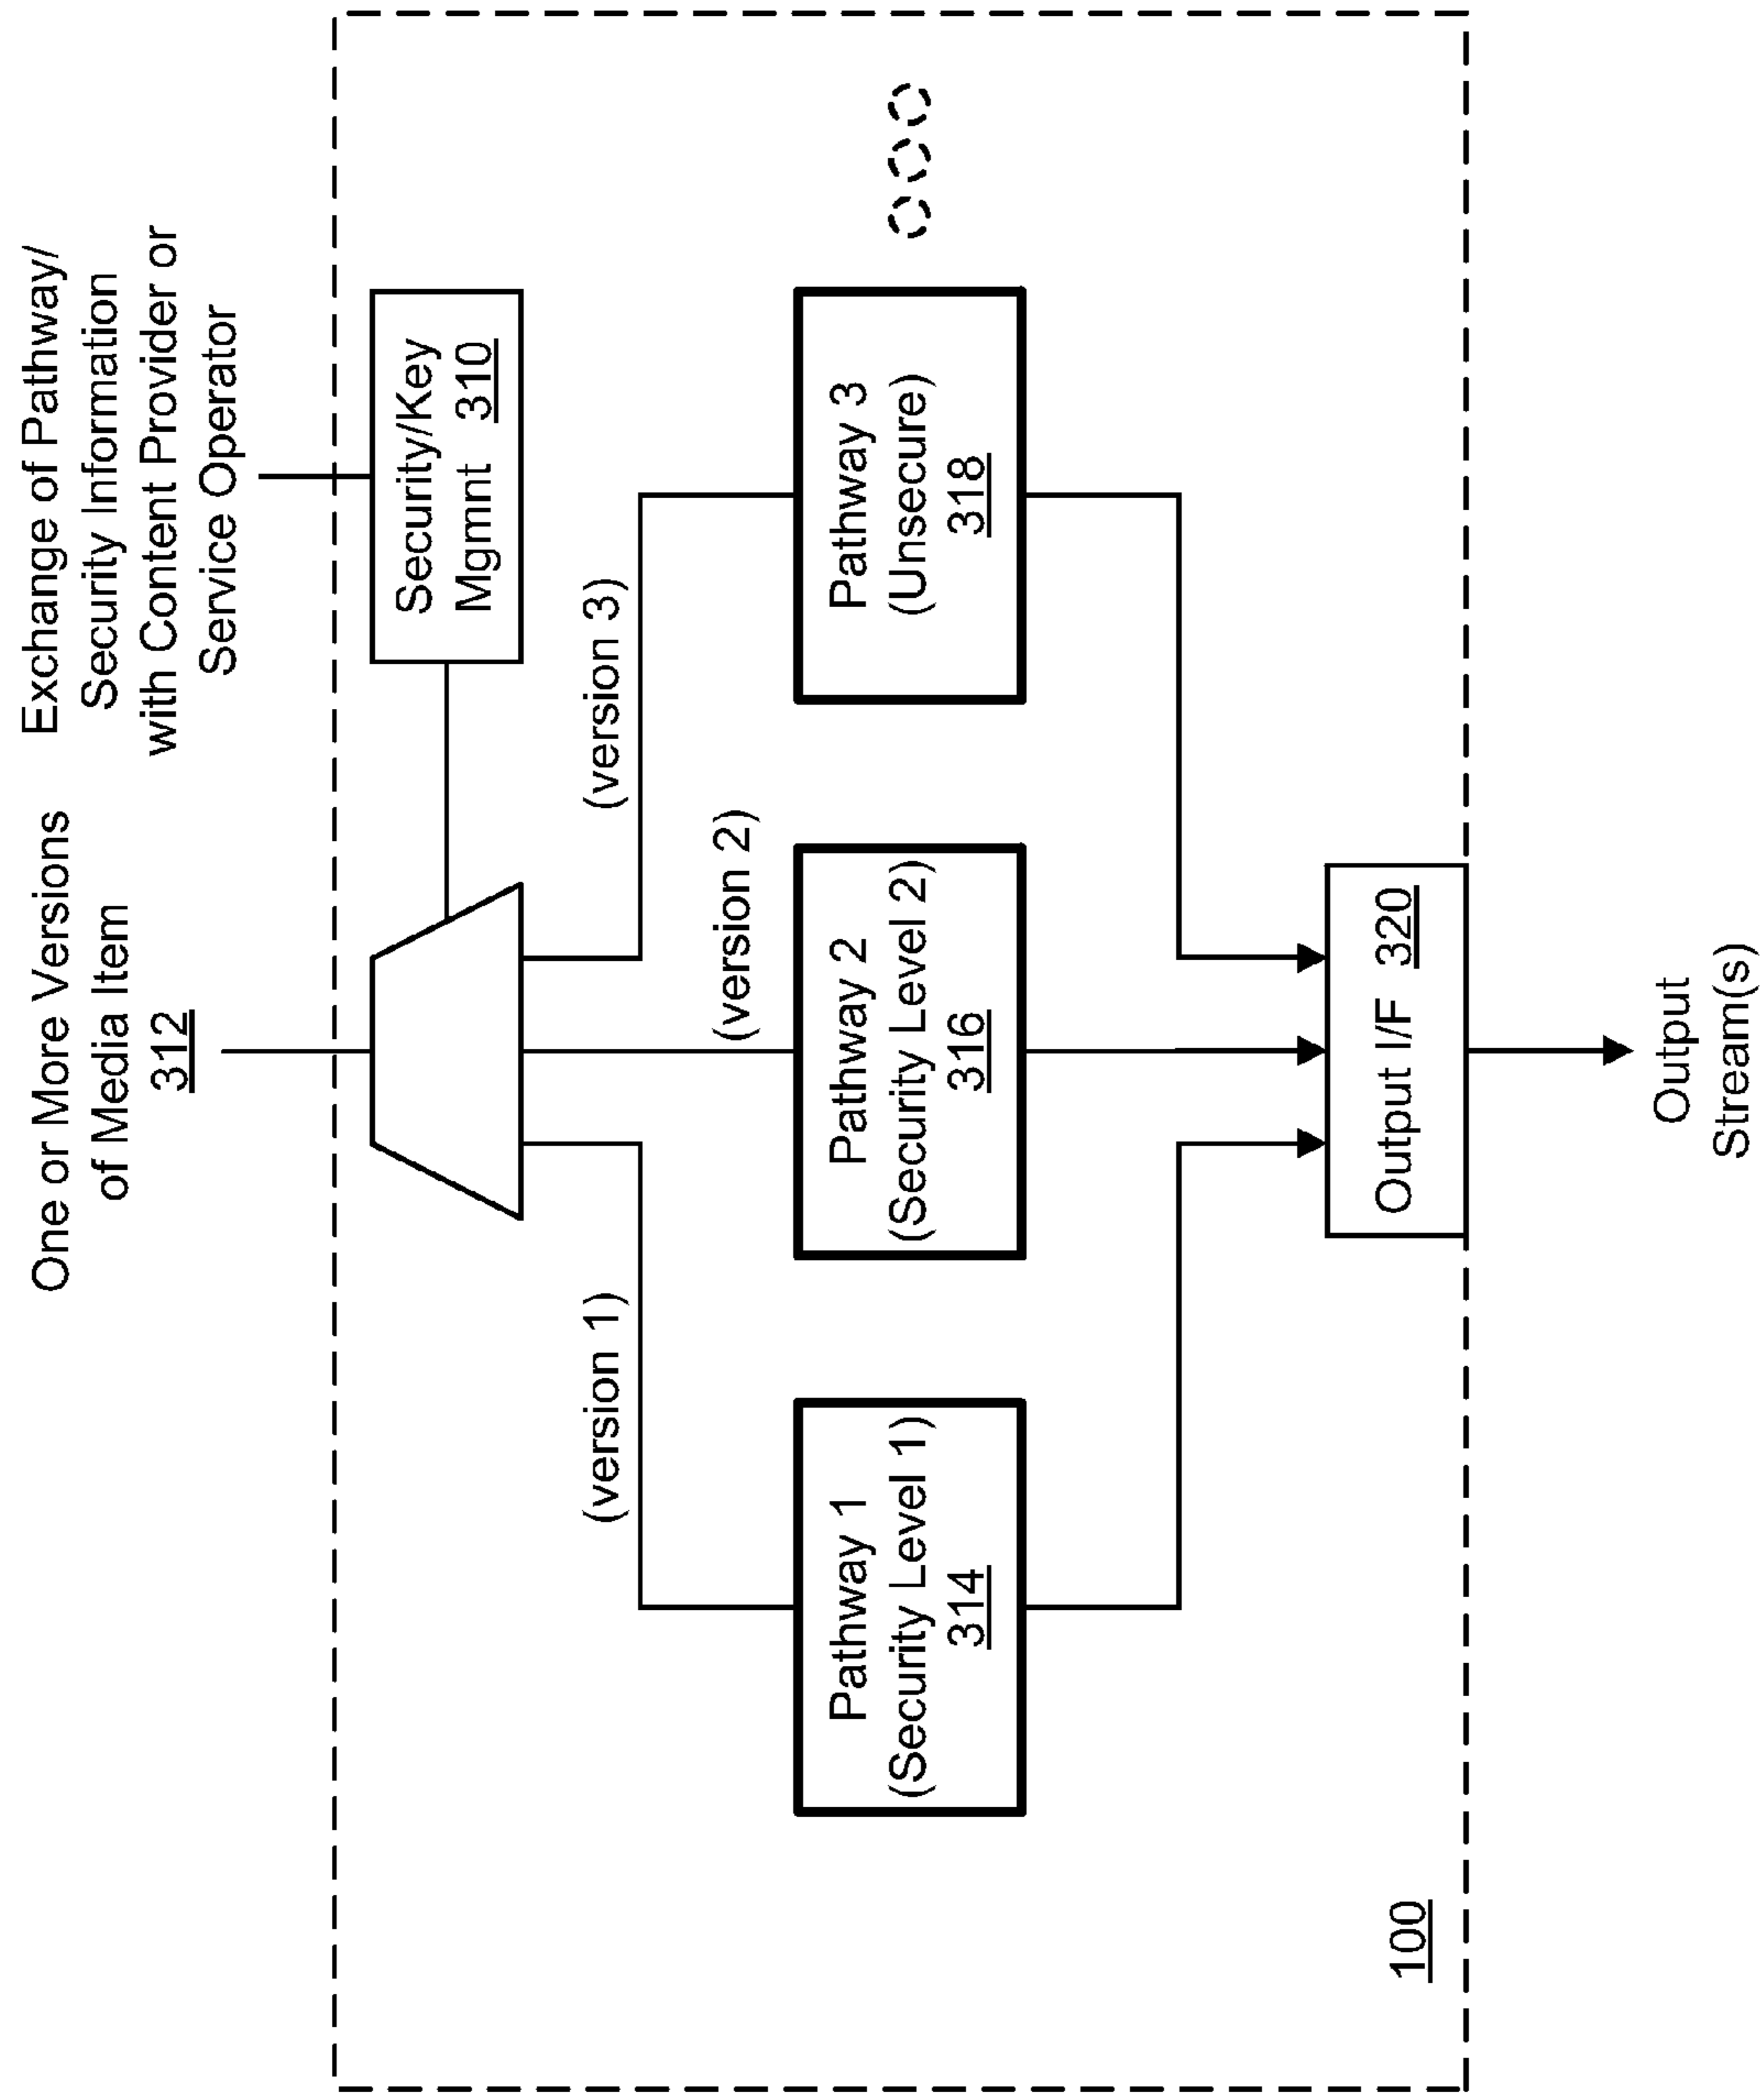 One or More Versions
of Media Item
312
Exchange of Pathway/
Security Information
with Content Provider or
Service Operator
Security/Key
Mgmnt 310
(version 1)
(version 2)
(version 3)
Pathway 1
(Security Level 1)
314
Pathway 2
(Security Level 2)
316
Pathway 3
(Unsecure)
318
Output I/F 320
100
Output
Stream(s)